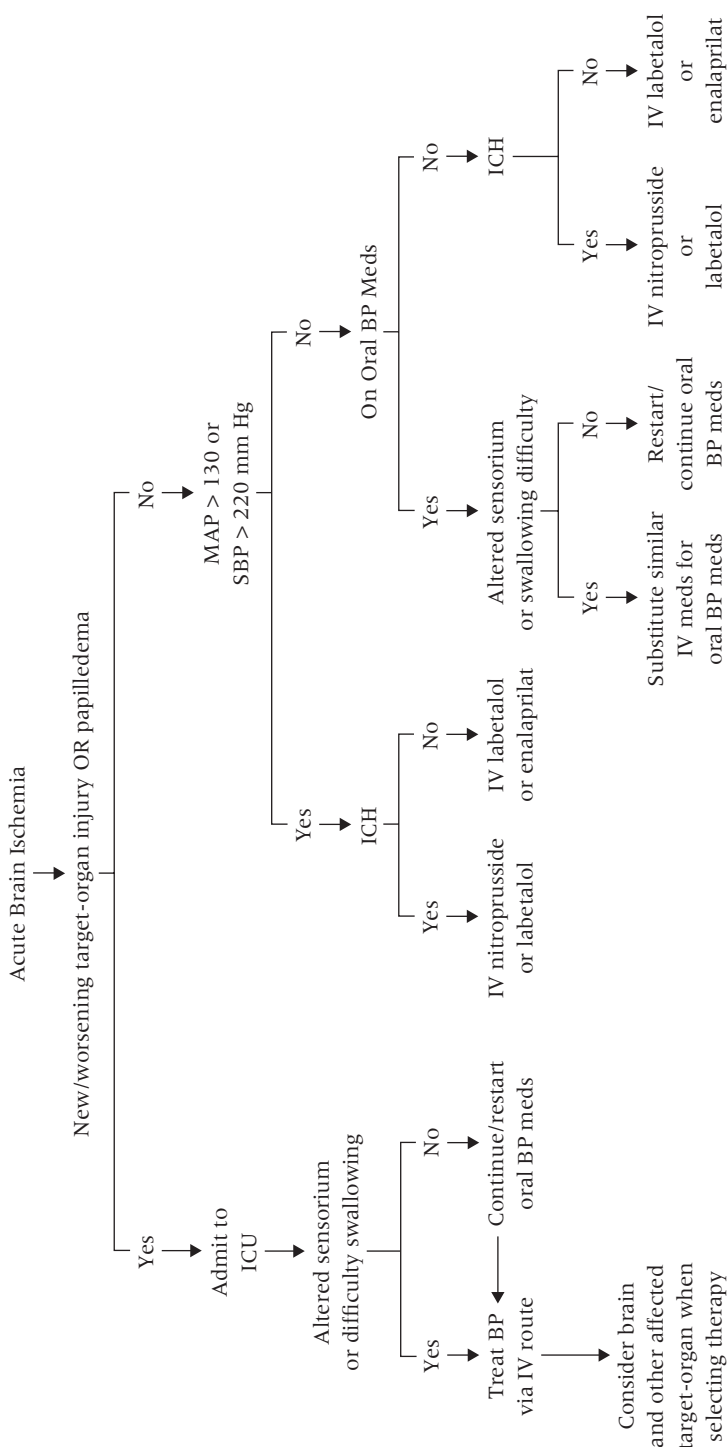 Acute Brain Ischemia
New/worsening target-organ injury OR papilledema
Yes
Admit to
ICU
Altered sensorium
or difficulty swallowing
Yes
Treat BP
via IV route
Consider brain
and other affected
target-organ when
selecting therapy
No
Continue/restart
oral BP meds
No
MAP > 130 or
SBP > 220 mm Hg
Yes
ICH
Yes
IV nitroprusside
or labetalol
No
IV labetalol
or enalaprilat
No
On Oral BP Meds
Yes
Altered sensorium
or swallowing difficulty
Yes
Substitute similar
IV meds for
oral BP meds
No
Restart/
continue oral
BP meds
No
ICH
Yes
IV nitroprusside
or
labetalol
No
IV labetalol
or
enalaprilat